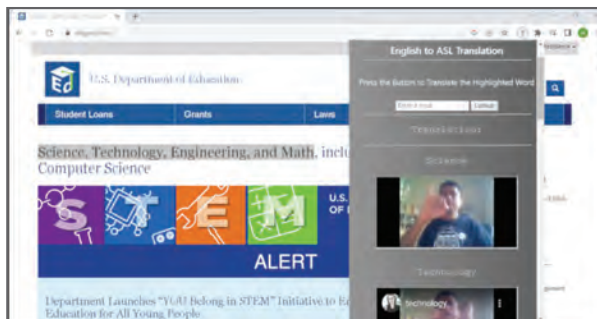 English to ASL Translation
Press the Button to Translate the Highlighted Word
Translation
Science
Technology
technology,
Ed
U.S. Department of Education
Student Loans
Grants
Laws
Science, Technology, Engineering, and Math, inclu
Computer Science
S T E M
U.S.
OF
ALERT
Department Launches "YOU Belong in STEM" Initiative to
Education for All Young People